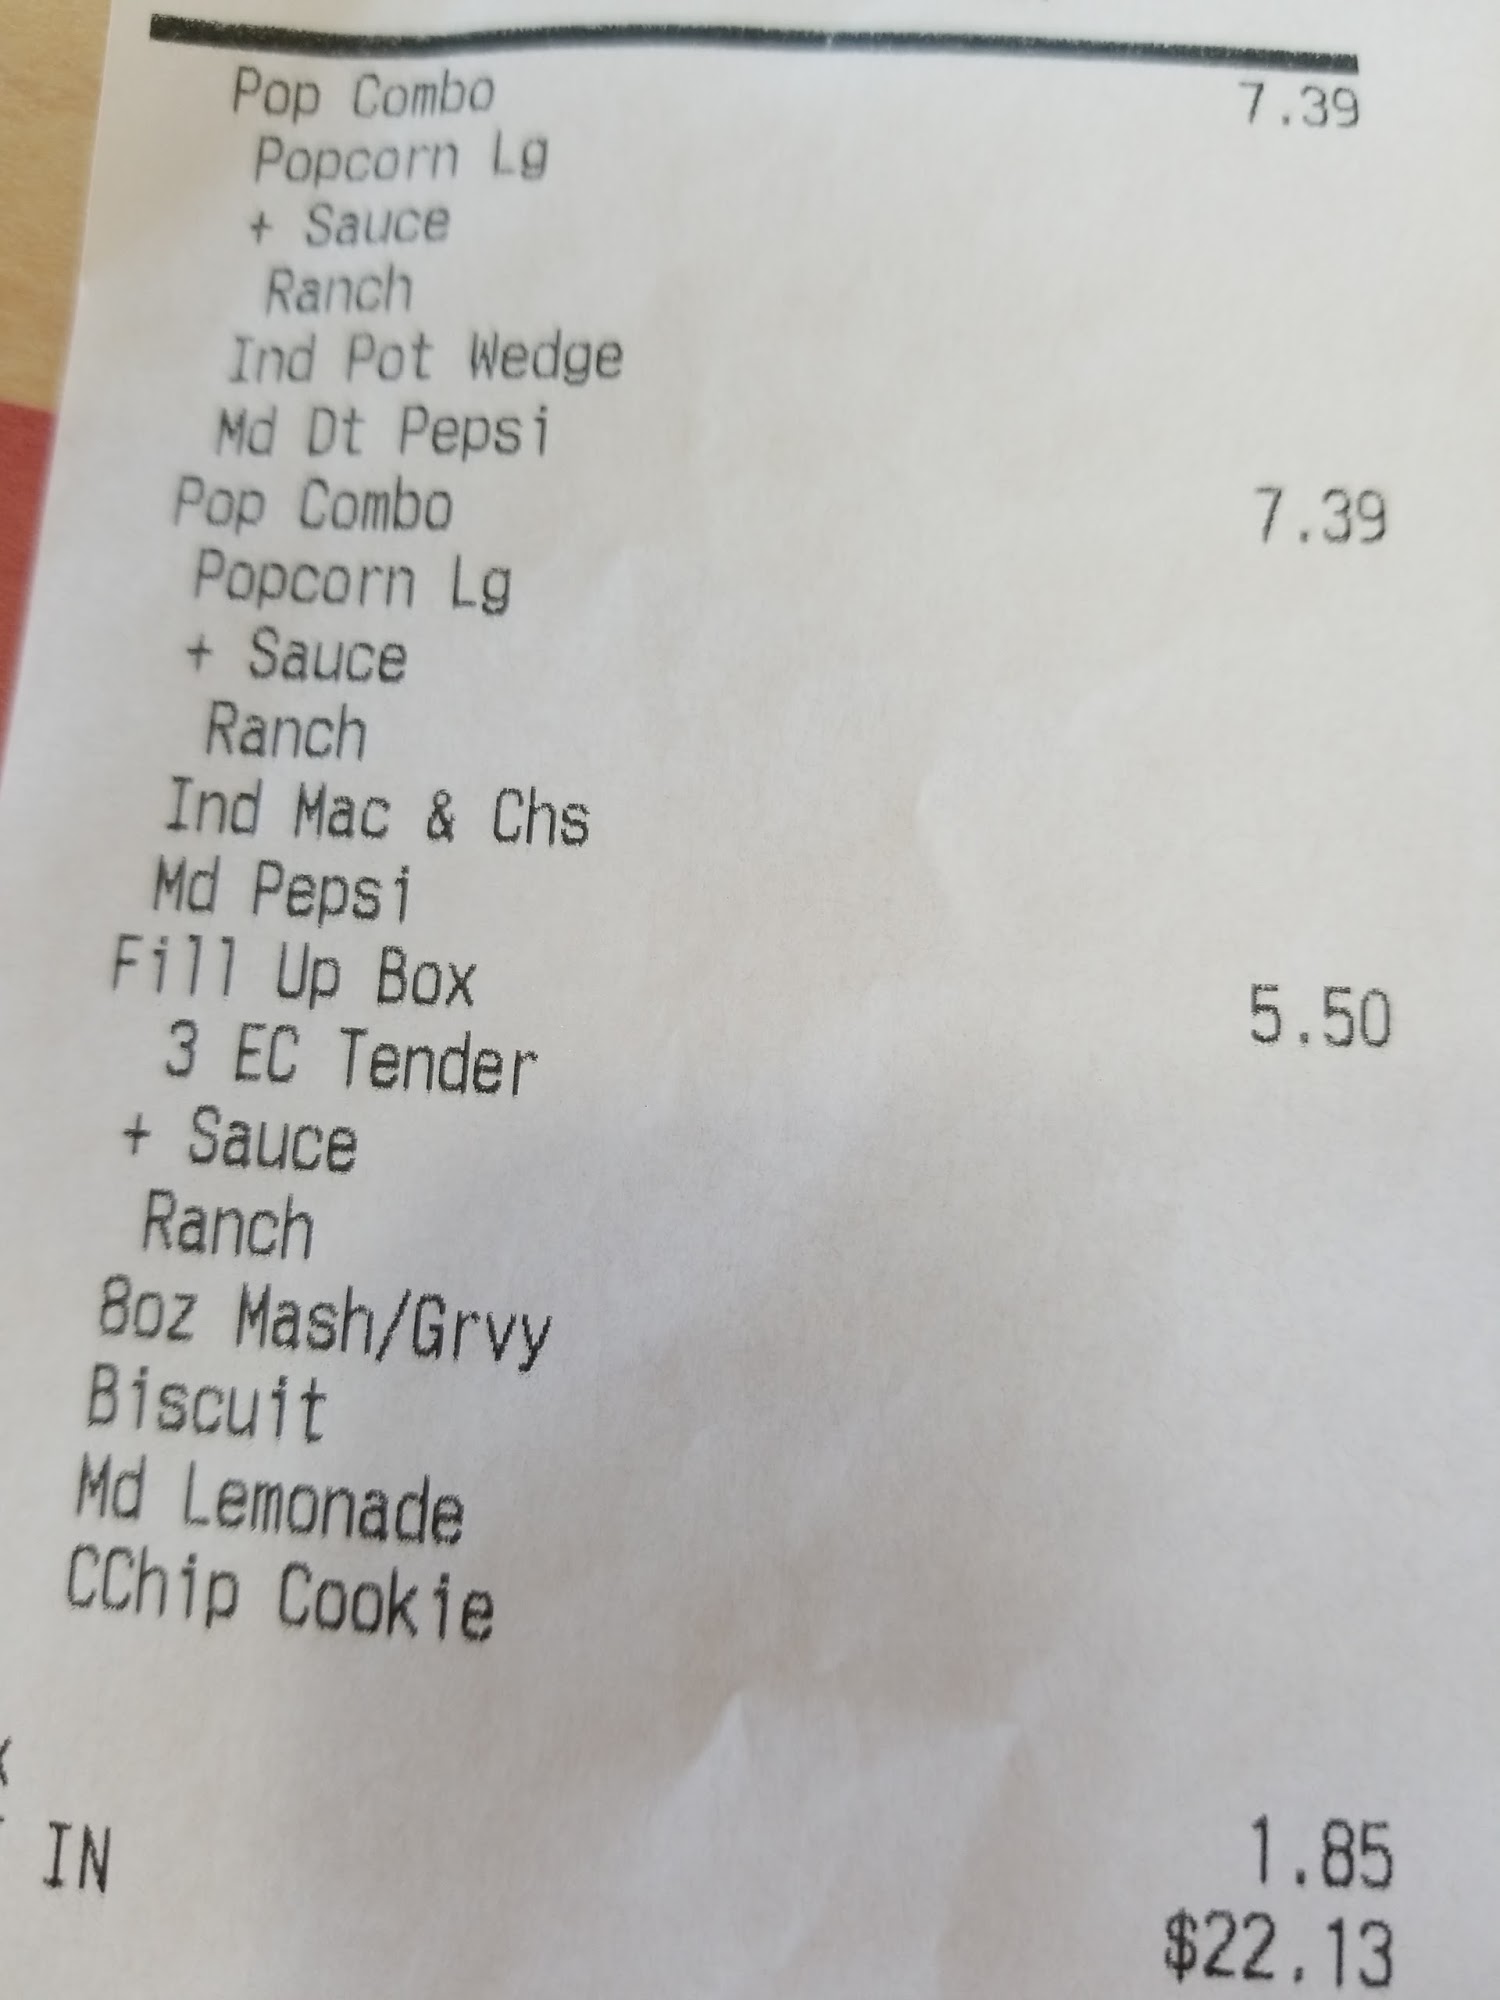 Pop Combo 7.39
Popcorn Lg
+ Sauce
Ranch
Ind Pot Wedge
Md Dt Pepsi
Pop Combo 7.39
Popcorn Lg
+ Sauce
Ranch
Ind Mac & Chs
Md Pepsi
Fill Up Box 5.50
3 EC Tender
+ Sauce
Ranch
8oz Mash/Grvy
Biscuit
Md Lemonade
CChip Cookie
1.85
IN $22.13